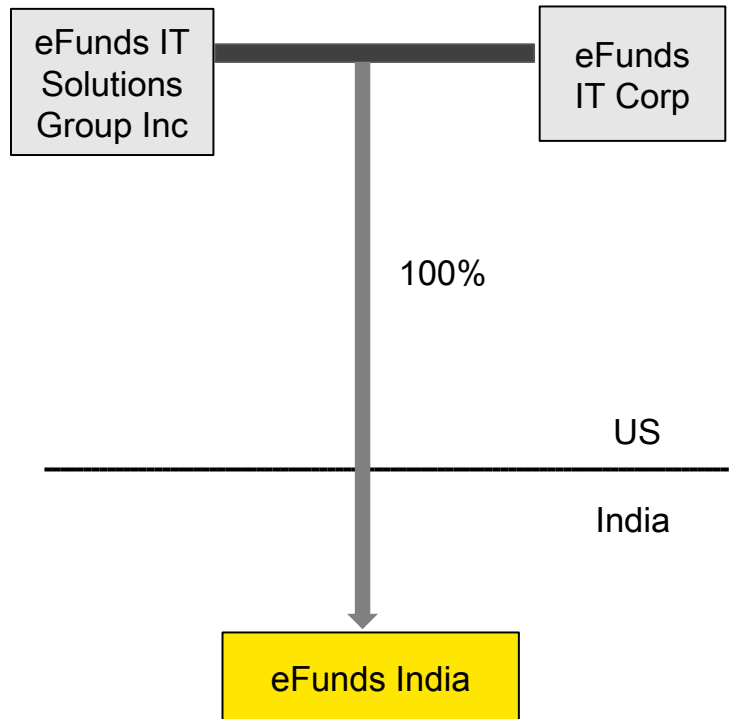 eFunds IT
Solutions
Group Inc
eFunds
IT Corp
100%
US
India
eFunds India